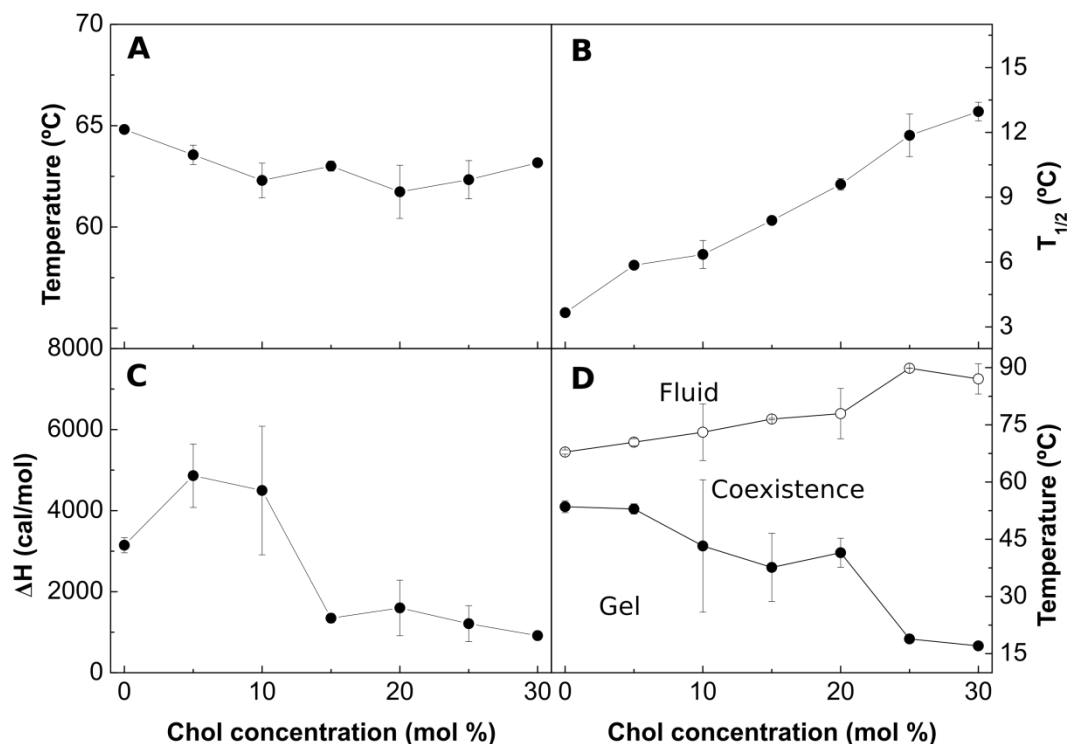 A
70
65
60
Temperature (ºC)
B
15
12
9
6
3
T1/2 (ºC)
C
8000
6000
4000
2000
0
ΔH (cal/mol)
0 10 20 30
Chol concentration (mol %)
D
Fluid
Coexistence
Gel
90
75
60
45
30
15
Temperature (ºC)
0 10 20 30
Chol concentration (mol %)